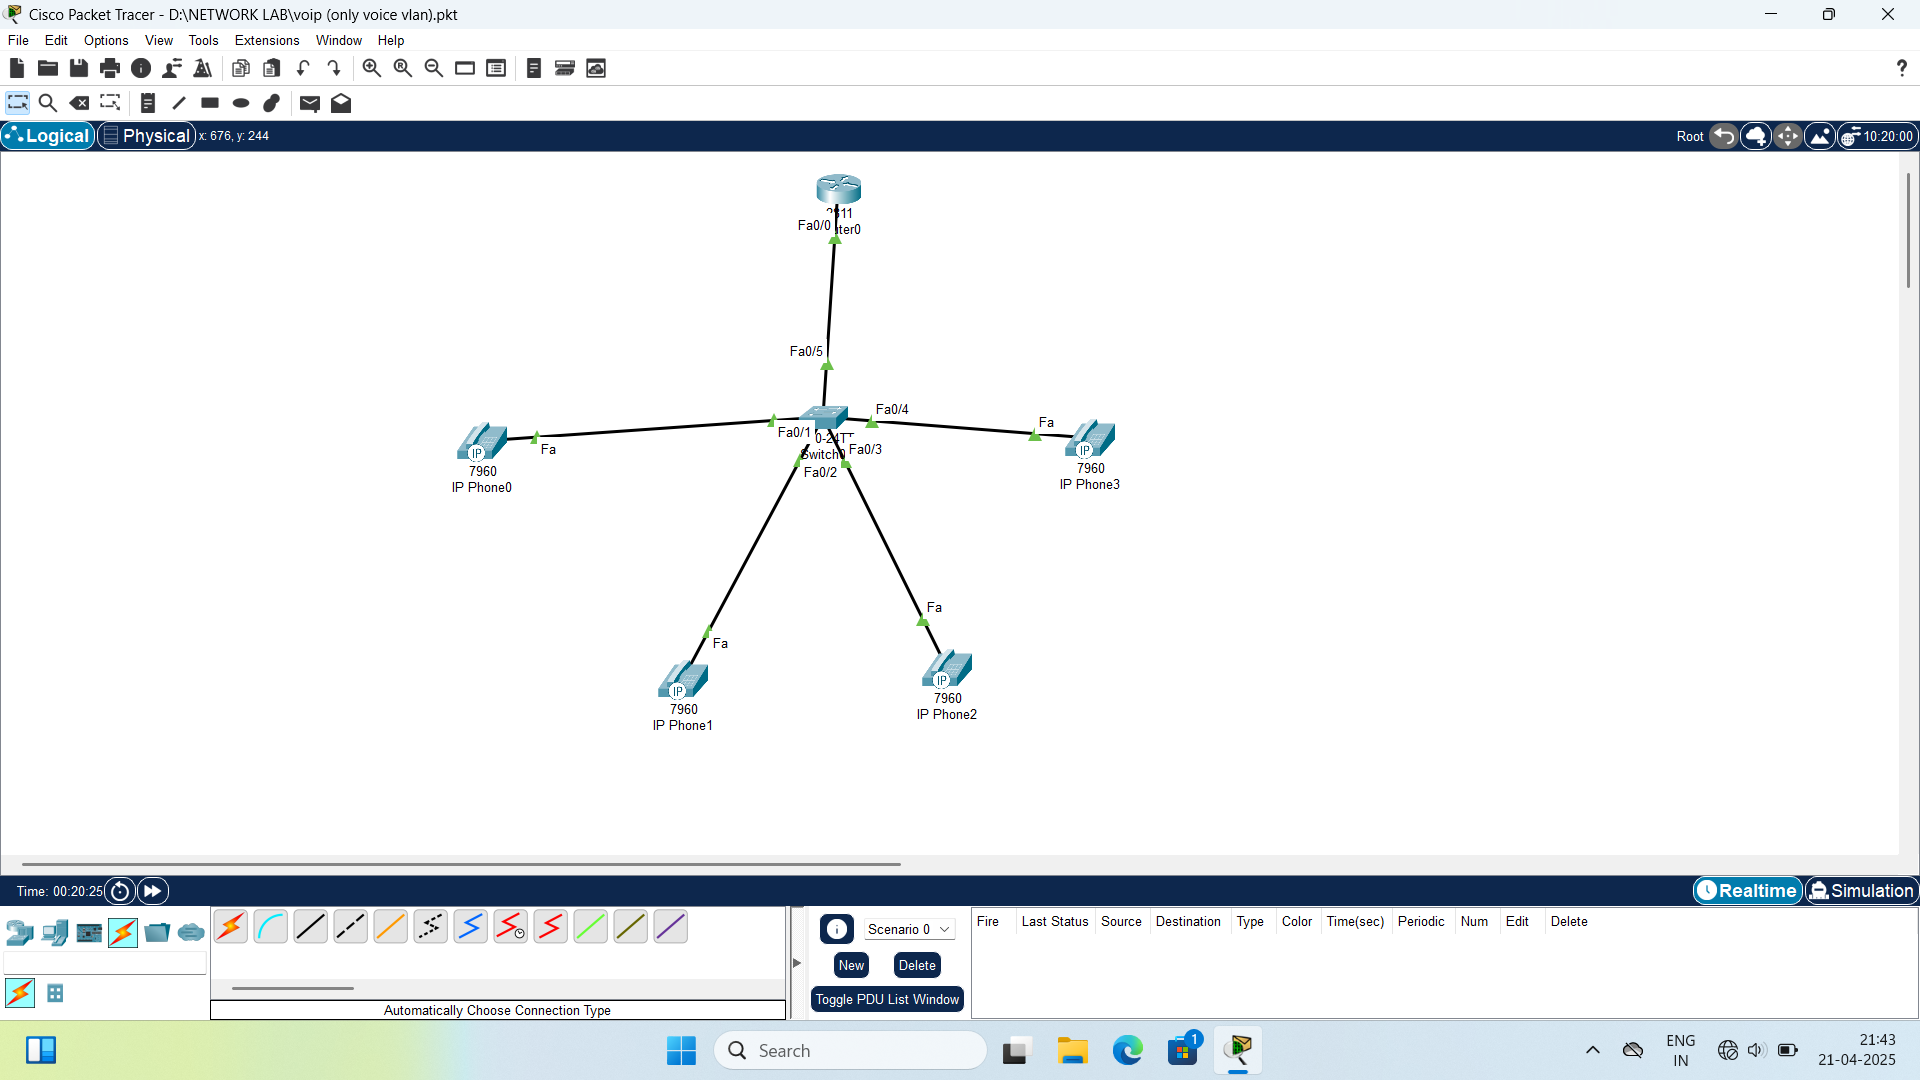 Cisco Packet Tracer - D:\NETWORK LAB\voip (only voice vlan).pkt
File Edit Options View Tools Extensions Window Help
Logical Physical x: 676, y: 244 Root 10:20:00
Fa0/0
Fa0/5
Fa0/4
Fa0/1
Fa0/3
Switch0
Fa0/2
Fa
7960
IP Phone0
Fa
7960
IP Phone3
Fa
7960
IP Phone1
Fa
7960
IP Phone2
Time: 00:20:25 Realtime Simulation
Scenario 0
New Delete
Toggle PDU List Window
Fire Last Status Source Destination Type Color Time(sec) Periodic Num Edit Delete
Automatically Choose Connection Type
Search
1
ENG
IN
21:43
21-04-2025